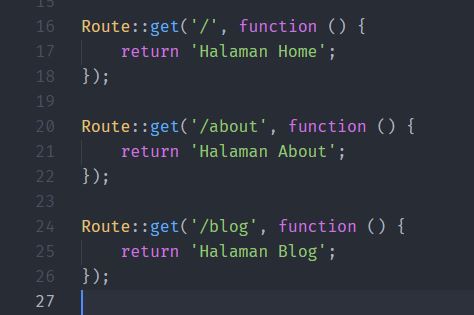 15
16 Route::get('/', function () {
17     return 'Halaman Home';
18 });
19
20 Route::get('/about', function () {
21     return 'Halaman About';
22 });
23
24 Route::get('/blog', function () {
25     return 'Halaman Blog';
26 });
27